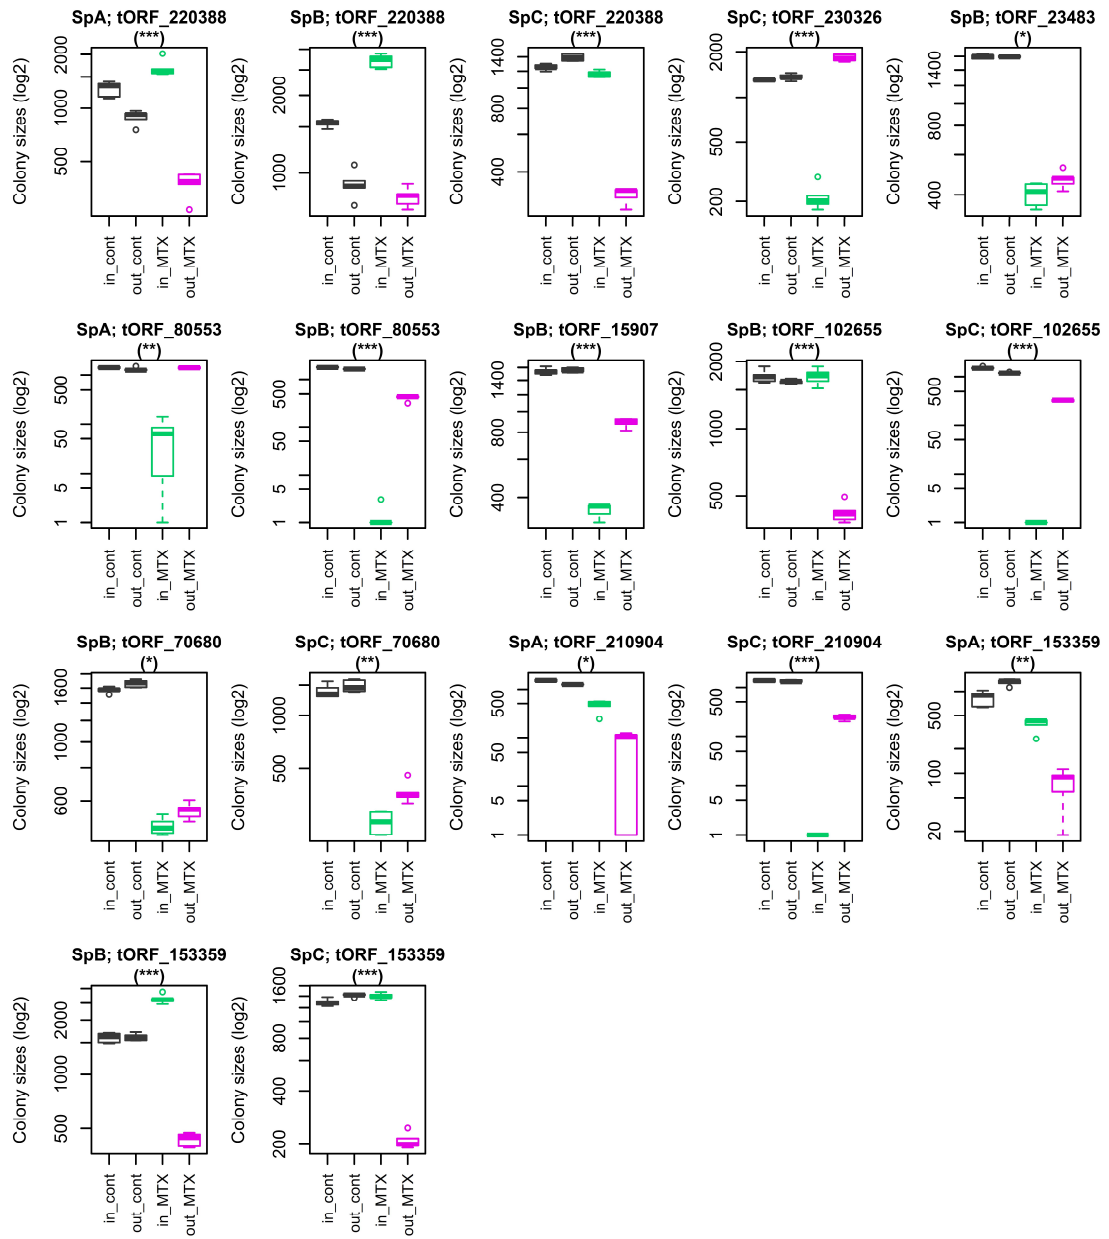 SpA; tORF_220388
(***)
Colony sizes (log2)
2000
1000
500
in_cont
out_cont
in_MTX
out_MTX
SpB; tORF_220388
(***)
Colony sizes (log2)
2000
1000
in_cont
out_cont
in_MTX
out_MTX
SpC; tORF_220388
(***)
Colony sizes (log2)
1400
800
400
in_cont
out_cont
in_MTX
out_MTX
SpC; tORF_230326
(***)
Colony sizes (log2)
2000
500
200
in_cont
out_cont
in_MTX
out_MTX
SpB; tORF_23483
(*)
Colony sizes (log2)
1400
800
400
in_cont
out_cont
in_MTX
out_MTX
SpA; tORF_80553
(**)
Colony sizes (log2)
500
50
5
1
in_cont
out_cont
in_MTX
out_MTX
SpB; tORF_80553
(***)
Colony sizes (log2)
500
50
5
1
in_cont
out_cont
in_MTX
out_MTX
SpB; tORF_15907
(***)
Colony sizes (log2)
1400
800
400
in_cont
out_cont
in_MTX
out_MTX
SpB; tORF_102655
(***)
Colony sizes (log2)
2000
1000
500
in_cont
out_cont
in_MTX
out_MTX
SpC; tORF_102655
(***)
Colony sizes (log2)
500
50
5
1
in_cont
out_cont
in_MTX
out_MTX
SpB; tORF_70680
(*)
Colony sizes (log2)
1600
1000
600
in_cont
out_cont
in_MTX
out_MTX
SpC; tORF_70680
(**)
Colony sizes (log2)
1000
500
in_cont
out_cont
in_MTX
out_MTX
SpA; tORF_210904
(*)
Colony sizes (log2)
50
50
5
1
in_cont
out_cont
in_MTX
out_MTX
SpC; tORF_210904
(***)
Colony sizes (log2)
500
50
5
1
in_cont
out_cont
in_MTX
out_MTX
SpA; tORF_153359
(**)
Colony sizes (log2)
500
100
20
in_cont
out_cont
in_MTX
out_MTX
SpB; tORF_153359
(***)
Colony sizes (log2)
2000
1000
500
in_cont
out_cont
in_MTX
out_MTX
SpC; tORF_153359
(***)
Colony sizes (log2)
1600
800
400
200
in_cont
out_cont
in_MTX
out_MTX